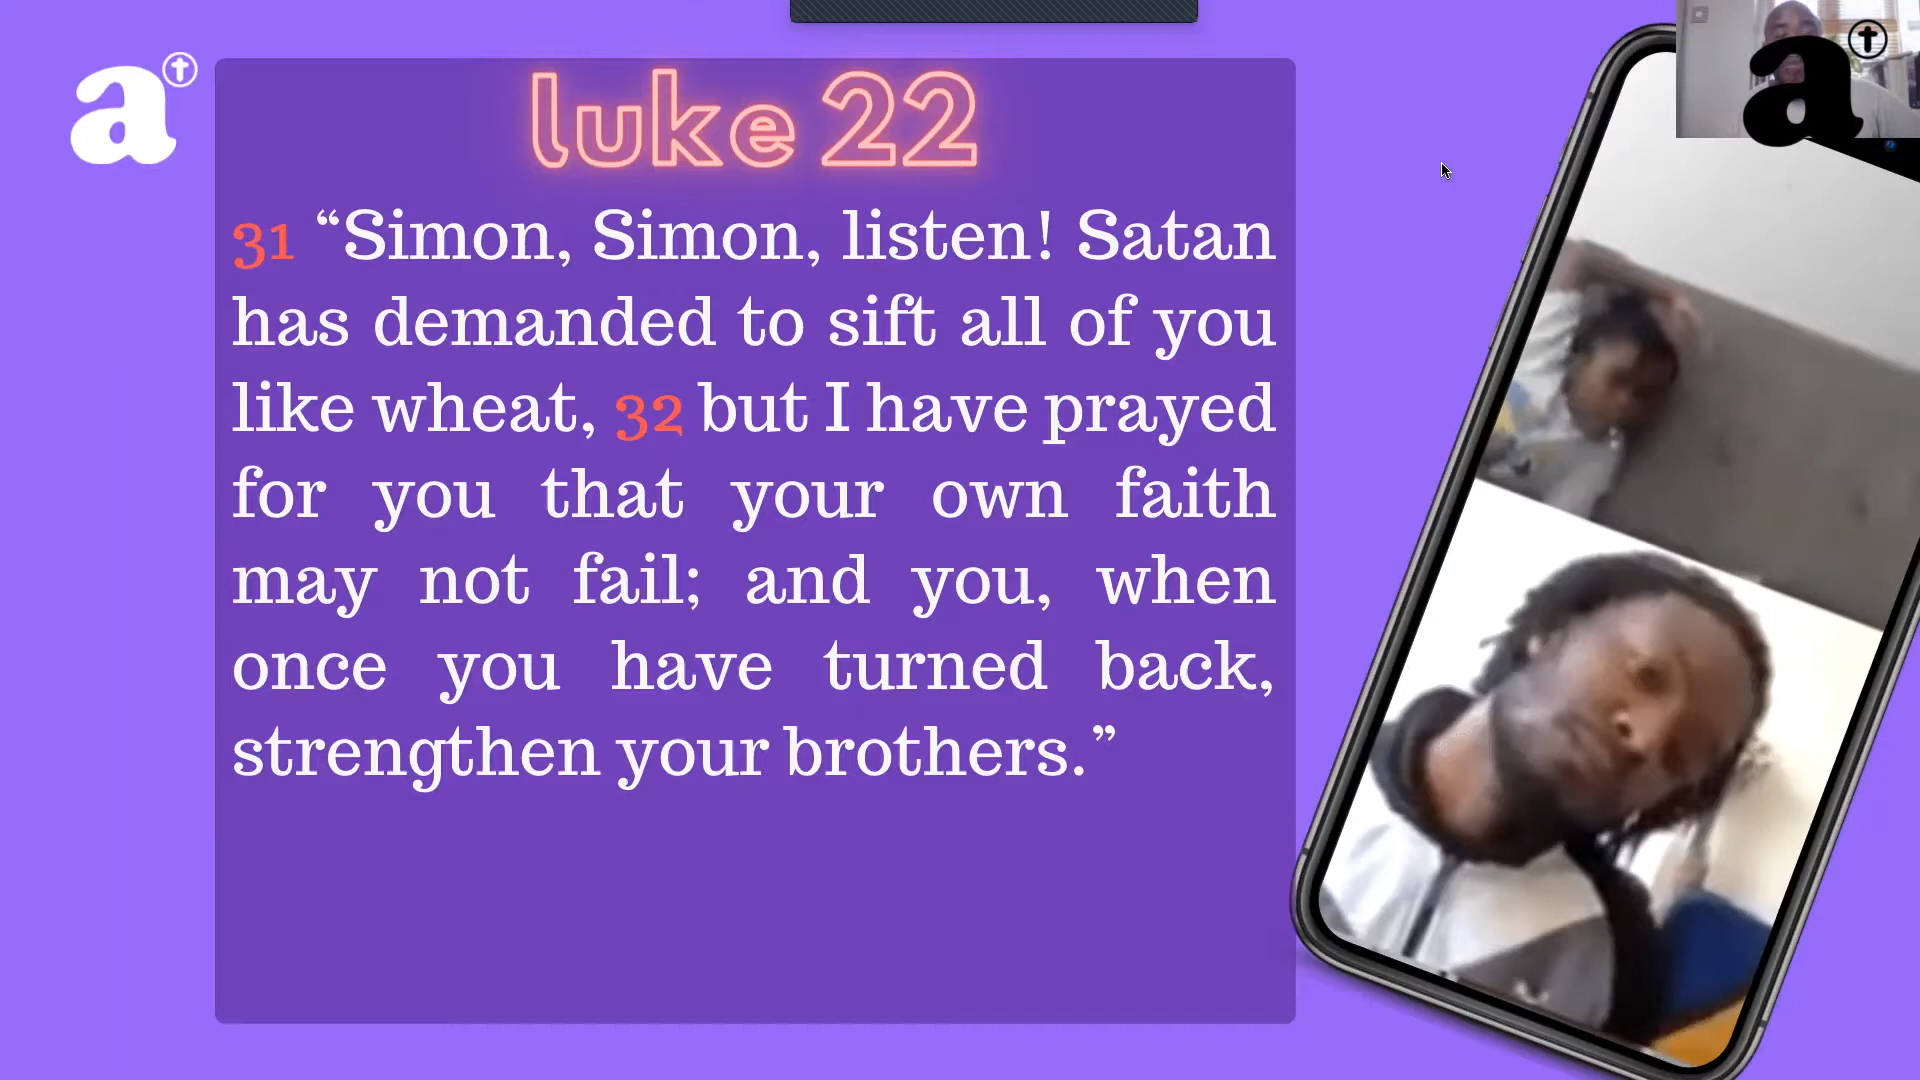 a
luke 22
31 “Simon, Simon, listen! Satan
has demanded to sift all of you
like wheat, 32 but I have prayed
for you that your own faith
may not fail; and you, when
once you have turned back,
strengthen your brothers.”
a